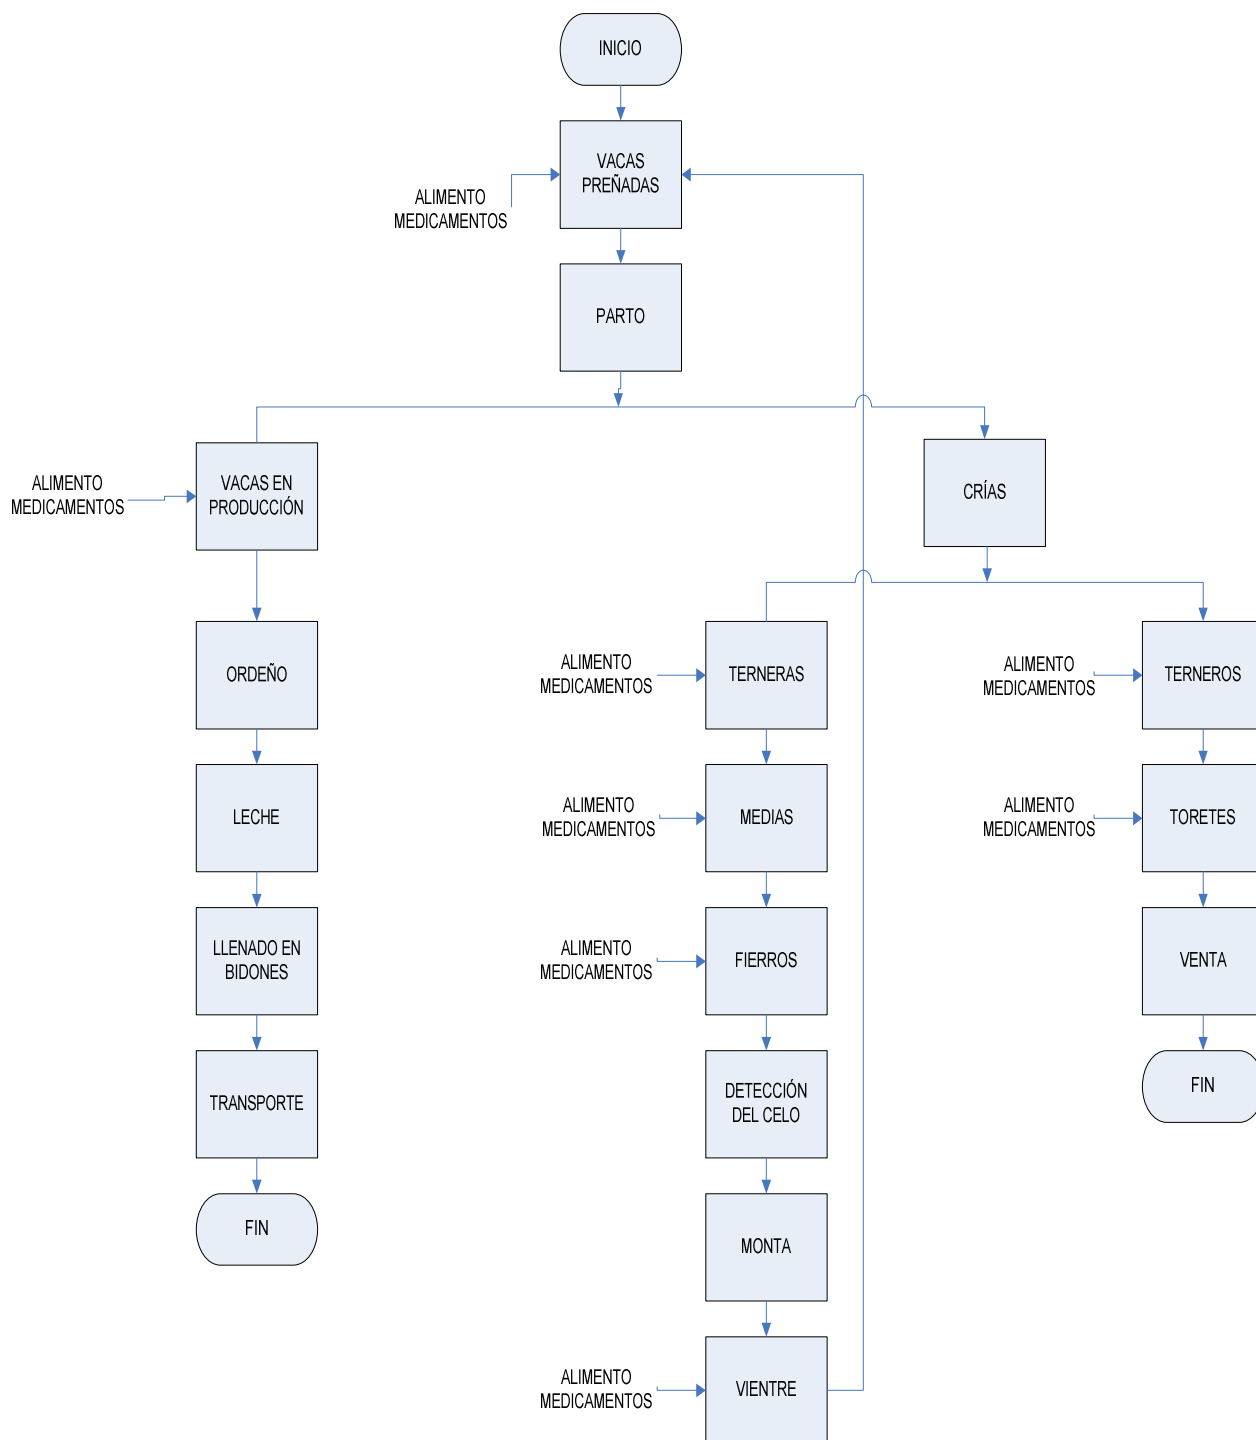 INICIO
VACAS
PREÑADAS
ALIMENTO
MEDICAMENTOS
PARTO
ALIMENTO
MEDICAMENTOS
VACAS EN
PRODUCCIÓN
CRÍAS
ORDEÑO
ALIMENTO
MEDICAMENTOS
TERNERAS
ALIMENTO
MEDICAMENTOS
TERNEROS
LECHE
ALIMENTO
MEDICAMENTOS
MEDIAS
ALIMENTO
MEDICAMENTOS
TORETES
LLENADO EN
BIDONES
ALIMENTO
MEDICAMENTOS
FIERROS
VENTA
TRANSPORTE
DETECCIÓN
DEL CELO
FIN
FIN
MONTA
ALIMENTO
MEDICAMENTOS
VIENTRE